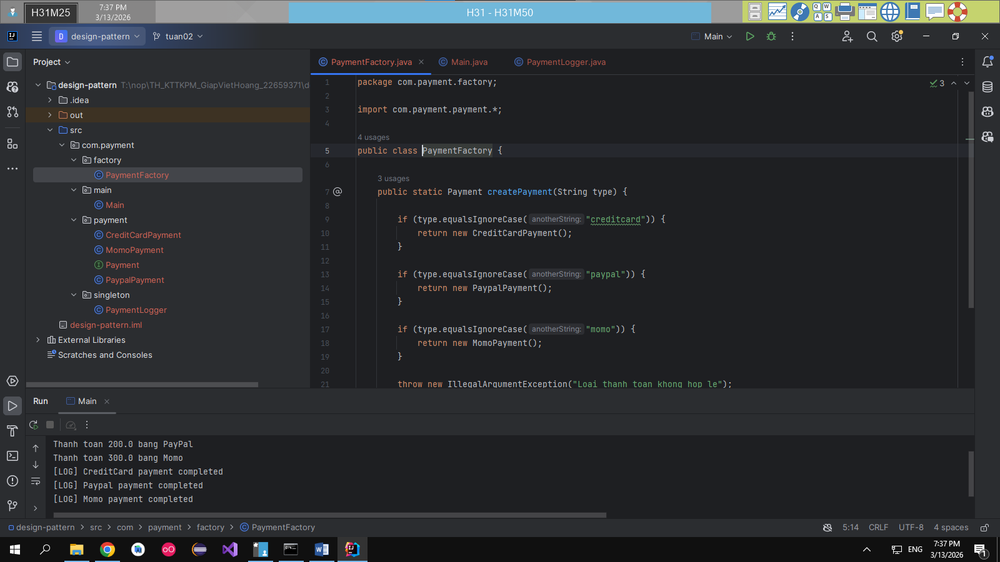 H31M25
7:37 PM
3/13/2026
H31 - H31M50
Q W
A S
IJ
D design-pattern
tuan02
Main
Project
design-pattern T:\nop\TH_KTTKPM_GiapVietHoang_22659371\d
.idea
out
src
com.payment
factory
PaymentFactory
main
Main
payment
CreditCardPayment
MomoPayment
Payment
PaypalPayment
singleton
PaymentLogger
design-pattern.iml
External Libraries
Scratches and Consoles
PaymentFactory.java
Main.java
PaymentLogger.java
3
1 package com.payment.factory;
2
3 import com.payment.payment.*;
4
4 usages
5 public class PaymentFactory {
6
3 usages
7 public static Payment createPayment(String type) {
8
9 if (type.equalsIgnoreCase( anotherString: "creditcard")) {
10 return new CreditCardPayment();
11 }
12
13 if (type.equalsIgnoreCase( anotherString: "paypal")) {
14 return new PaypalPayment();
15 }
16
17 if (type.equalsIgnoreCase( anotherString: "momo")) {
18 return new MomoPayment();
19 }
20
21 throw new IllegalArgumentException("Loai thanh toan khong hop le");
Run
Main
Thanh toan 200.0 bang PayPal
Thanh toan 300.0 bang Momo
[LOG] CreditCard payment completed
[LOG] Paypal payment completed
[LOG] Momo payment completed
design-pattern > src > com > payment > factory > PaymentFactory
5:14 CRLF UTF-8 4 spaces
ENG
7:37 PM
3/13/2026
1